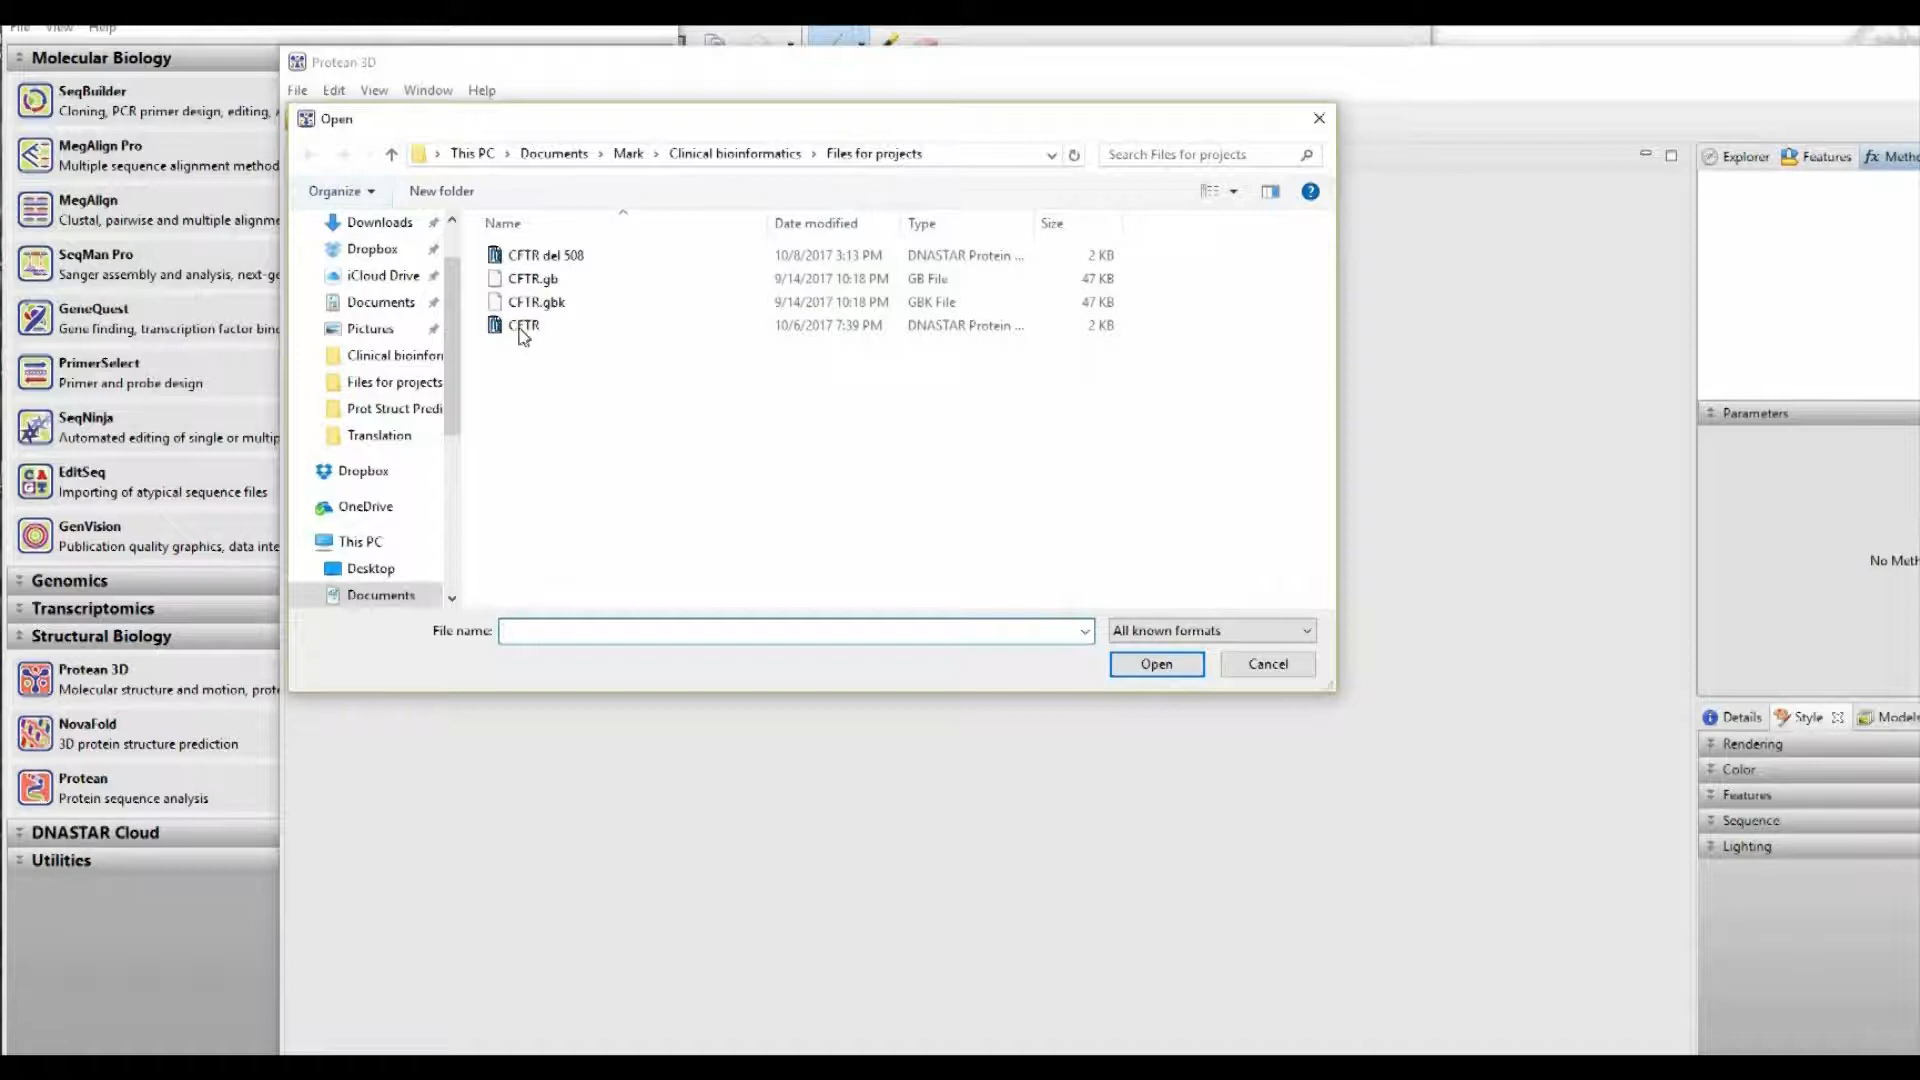 File View Help
Molecular Biology
SeqBuilder
Cloning, PCR primer design, editing,
MegAlign Pro
Multiple sequence alignment method
MegAlign
Clustal, pairwise and multiple alignme
SeqMan Pro
Sanger assembly and analysis, next-ge
GeneQuest
Gene finding, transcription factor bind
PrimerSelect
Primer and probe design
SeqNinja
Automated editing of single or multip
EditSeq
Importing of atypical sequence files
GenVision
Publication quality graphics, data inte
Genomics
Transcriptomics
Structural Biology
Protean 3D
Molecular structure and motion, prote
NovaFold
3D protein structure prediction
Protean
Protein sequence analysis
DNASTAR Cloud
Utilities
Protean 3D
File Edit View Window Help
Open
This PC > Documents > Mark > Clinical bioinformatics > Files for projects
Search Files for projects
Organize New folder
Downloads
Dropbox
iCloud Drive
Documents
Pictures
Clinical bioinforr
Files for projects
Prot Struct Predi
Translation
Dropbox
OneDrive
This PC
Desktop
Documents
Name Date modified Type Size
CFTR del 508 10/8/2017 3:13 PM DNASTAR Protein ... 2 KB
CFTR.gb 9/14/2017 10:18 PM GB File 47 KB
CFTR.gbk 9/14/2017 10:18 PM GBK File 47 KB
CFTR 10/6/2017 7:39 PM DNASTAR Protein ... 2 KB
File name: All known formats
Open Cancel
Explorer Features fx Metho
Parameters
No Meth
Details Style Models
Rendering
Color
Features
Sequence
Lighting